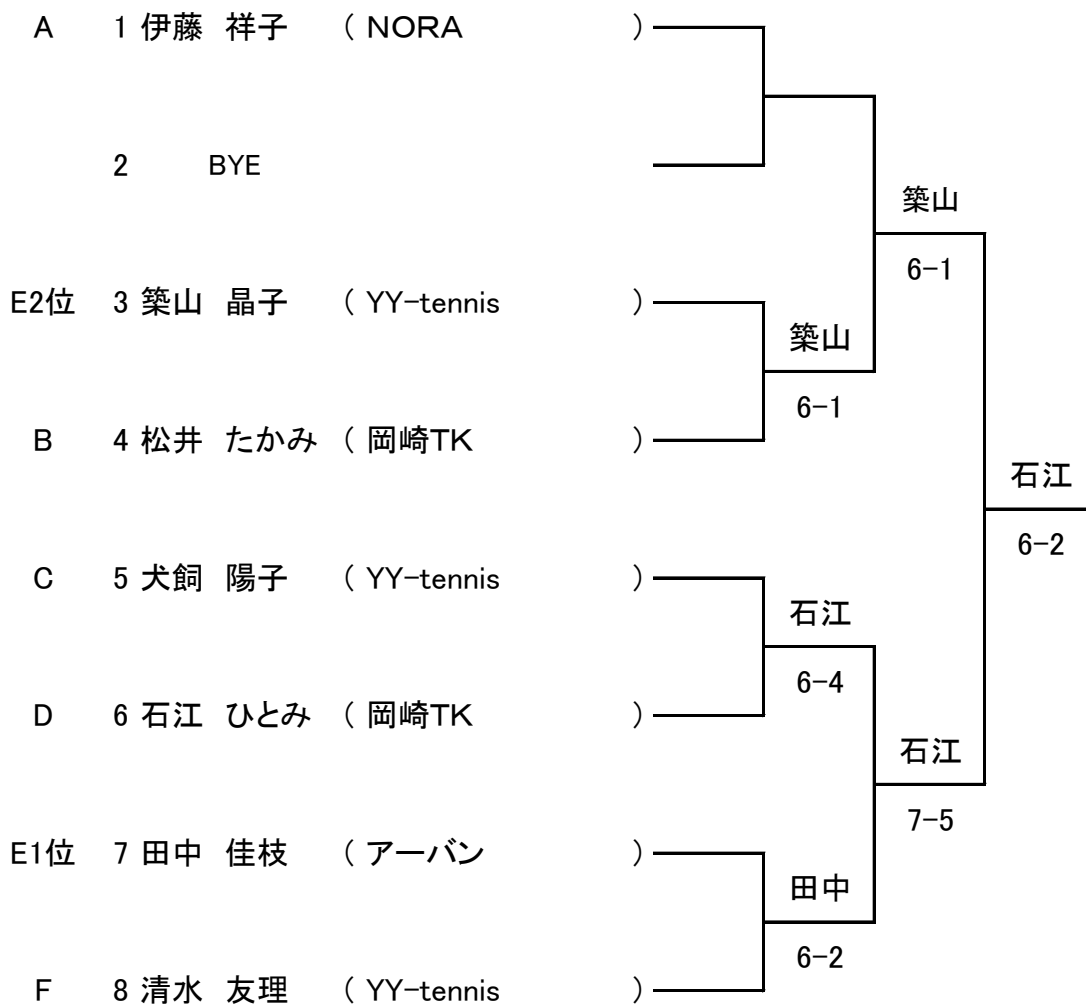 A 1 伊藤 祥子 ( NORA )
2 BYE
築山
6-1
E2位 3 築山 晶子 ( YY-tennis )
築山
6-1
B 4 松井 たかみ ( 岡崎TK )
石江
6-2
C 5 犬飼 陽子 ( YY-tennis )
石江
6-4
D 6 石江 ひとみ ( 岡崎TK )
石江
7-5
E1位 7 田中 佳枝 ( アーバン )
田中
6-2
F 8 清水 友理 ( YY-tennis )